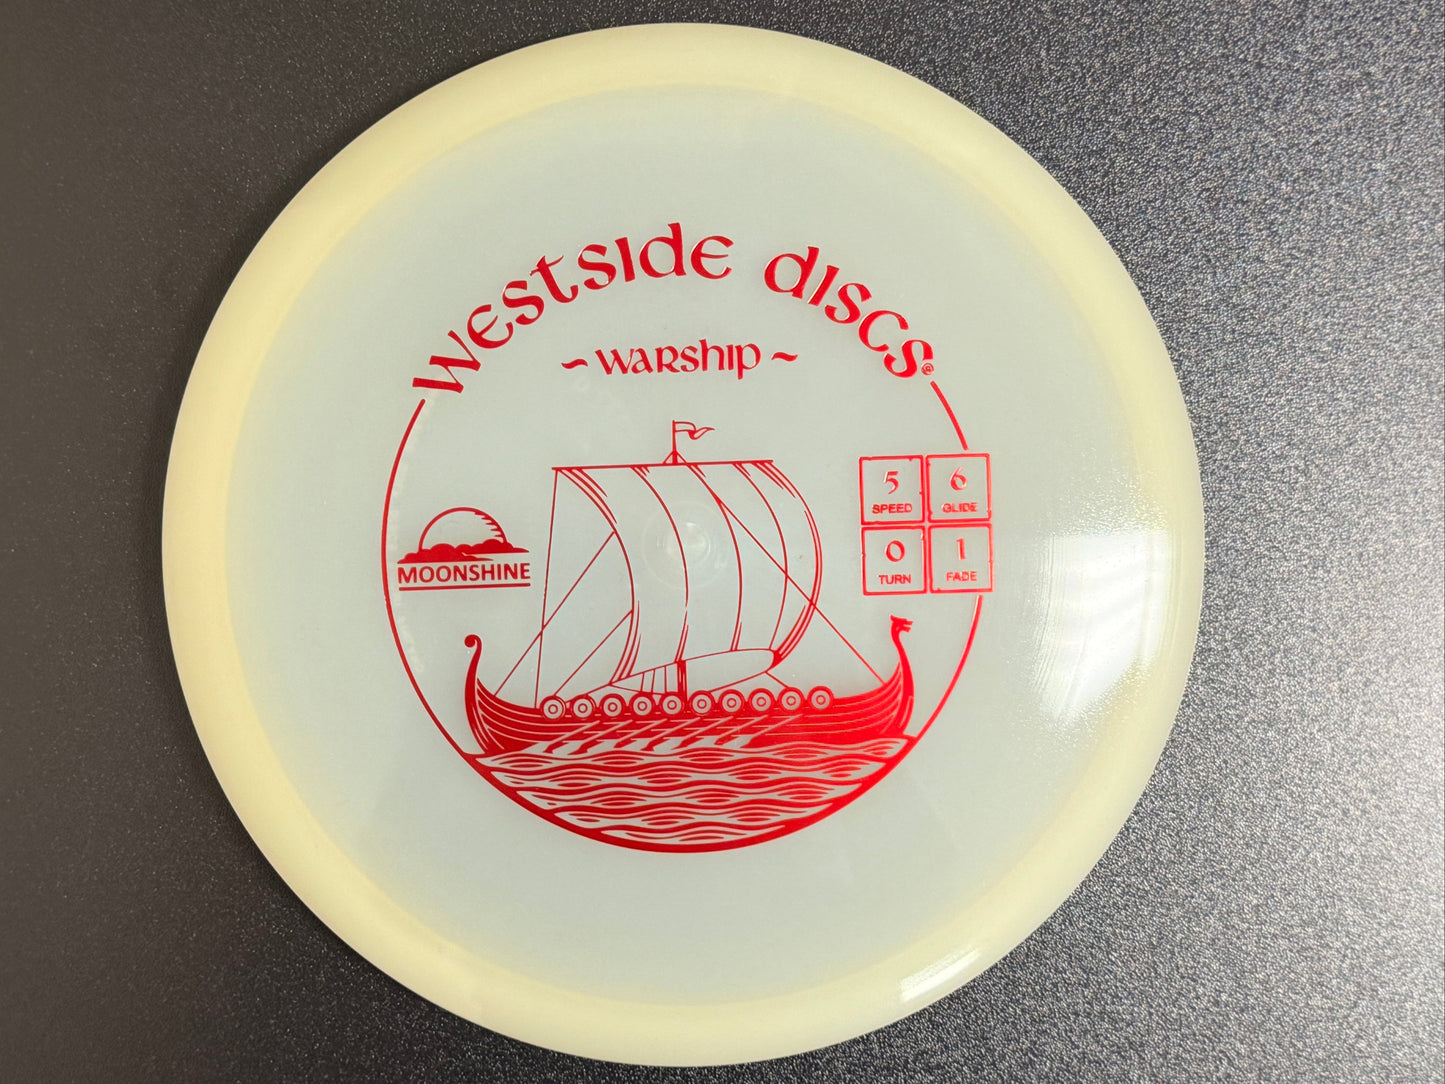 Westside Discs®
~ Warship ~
5
SPEED
6
GLIDE
0
TURN
1
FADE
MOONSHINE